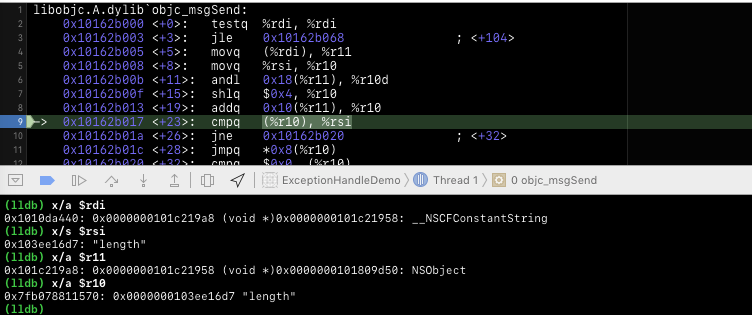 1 libobjc.A.dylib`objc_msgSend:
2 0x10162b000 <+0>: testq %rdi, %rdi
3 0x10162b003 <+3>: jle 0x10162b068 ; <+104>
4 0x10162b005 <+5>: movq (%rdi), %r11
5 0x10162b008 <+8>: movq %rsi, %r10
6 0x10162b00b <+11>: andl 0x18(%r11), %r10d
7 0x10162b00f <+15>: shlq $0x4, %r10
8 0x10162b013 <+19>: addq 0x10(%r11), %r10
9 -> 0x10162b017 <+23>: cmpq (%r10), %rsi
10 0x10162b01a <+26>: jne 0x10162b020 ; <+32>
11 0x10162b01c <+28>: jmpq *0x8(%r10)
12 0x10162b020 <+32>: cmpq $0x0, (%r10)
ExceptionHandleDemo 〉 Thread 1 〉 0 objc_msgSend
(lldb) x/a $rdi
0x1010da440: 0x0000000101c219a8 (void *)0x0000000101c21958: __NSCFConstantString
(lldb) x/s $rsi
0x103ee16d7: "length"
(lldb) x/a $r11
0x101c219a8: 0x0000000101c21958 (void *)0x0000000101809d50: NSObject
(lldb) x/a $r10
0x7fb078811570: 0x0000000103ee16d7 "length"
(lldb)